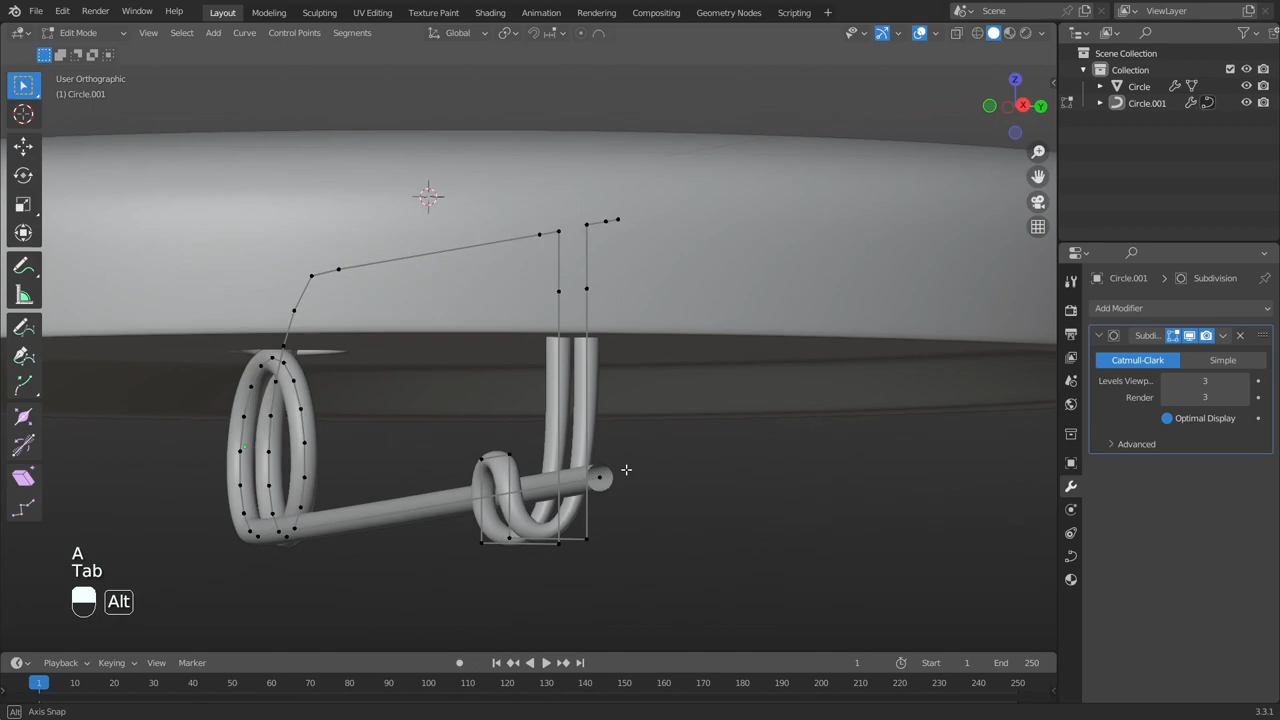 File Edit Render Window Help Layout Modeling Sculpting UV Editing Texture Paint Shading Animation Rendering Compositing Geometry Nodes Scripting + Scene ViewLayer
Edit Mode View Select Add Curve Control Points Segments Global
User Orthographic
(1) Circle.001
Scene Collection
Collection
Circle
Circle.001
Z
X
Y
Circle.001 > Subdivision
Add Modifier
Subdi...
Catmull-Clark Simple
Levels Viewp... 3
Render 3
Optimal Display
Advanced
A
Tab
Alt
Playback Keying View Marker 1 Start 1 End 250
1 10 20 30 40 50 60 70 80 90 100 110 120 130 140 150 160 170 180 190 200 210 220 230 240 250
Alt Axis Snap 3.3.1